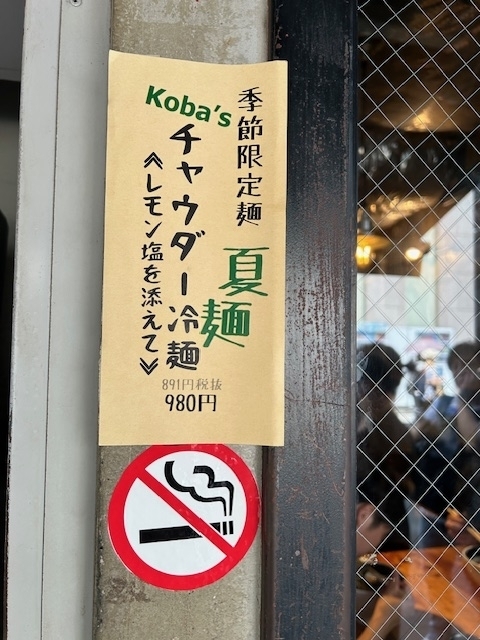 季節限定麺
夏麺
Koba's
チャウダー冷麺
≪レモン塩を添えて≫
891円税抜
980円